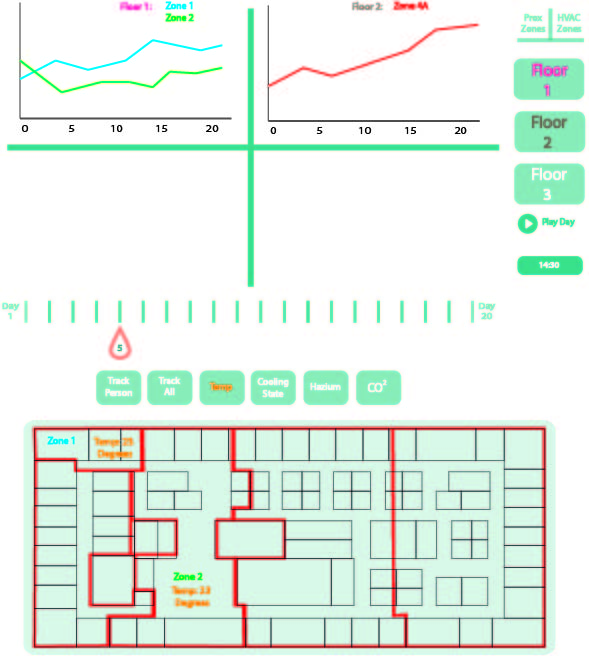 Floor 1: Zone 1
Zone 2
Floor 2: Zone 4A
Prox Zones
HVAC Zones
0 5 10 15 20
0 5 10 15 20
Floor
1
Floor
2
Floor
3
Play Day
14:30
Day
1
Day
20
5
Track
Person
Track
All
Temp
Cooling
State
Hazium
CO²
Zone 1
Temp: 25
Degrees
Zone 2
Temp: 23
Degrees